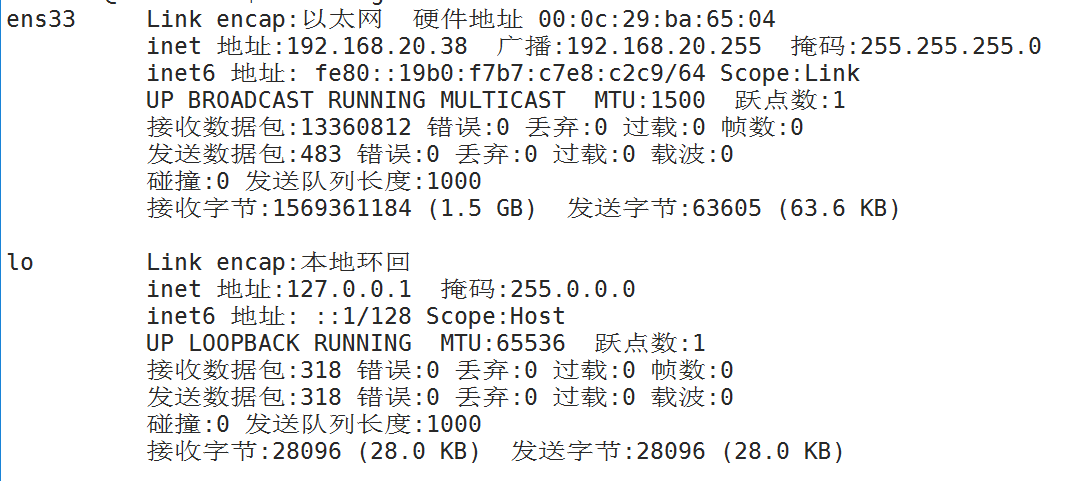 ens33 Link encap:以太网 硬件地址 00:0c:29:ba:65:04
inet 地址:192.168.20.38 广播:192.168.20.255 掩码:255.255.255.0
inet6 地址: fe80::19b0:f7b7:c7e8:c2c9/64 Scope:Link
UP BROADCAST RUNNING MULTICAST MTU:1500 跃点数:1
接收数据包:13360812 错误:0 丢弃:0 过载:0 帧数:0
发送数据包:483 错误:0 丢弃:0 过载:0 载波:0
碰撞:0 发送队列长度:1000
接收字节:1569361184 (1.5 GB) 发送字节:63605 (63.6 KB)
lo Link encap:本地环回
inet 地址:127.0.0.1 掩码:255.0.0.0
inet6 地址: ::1/128 Scope:Host
UP LOOPBACK RUNNING MTU:65536 跃点数:1
接收数据包:318 错误:0 丢弃:0 过载:0 帧数:0
发送数据包:318 错误:0 丢弃:0 过载:0 载波:0
碰撞:0 发送队列长度:1000
接收字节:28096 (28.0 KB) 发送字节:28096 (28.0 KB)